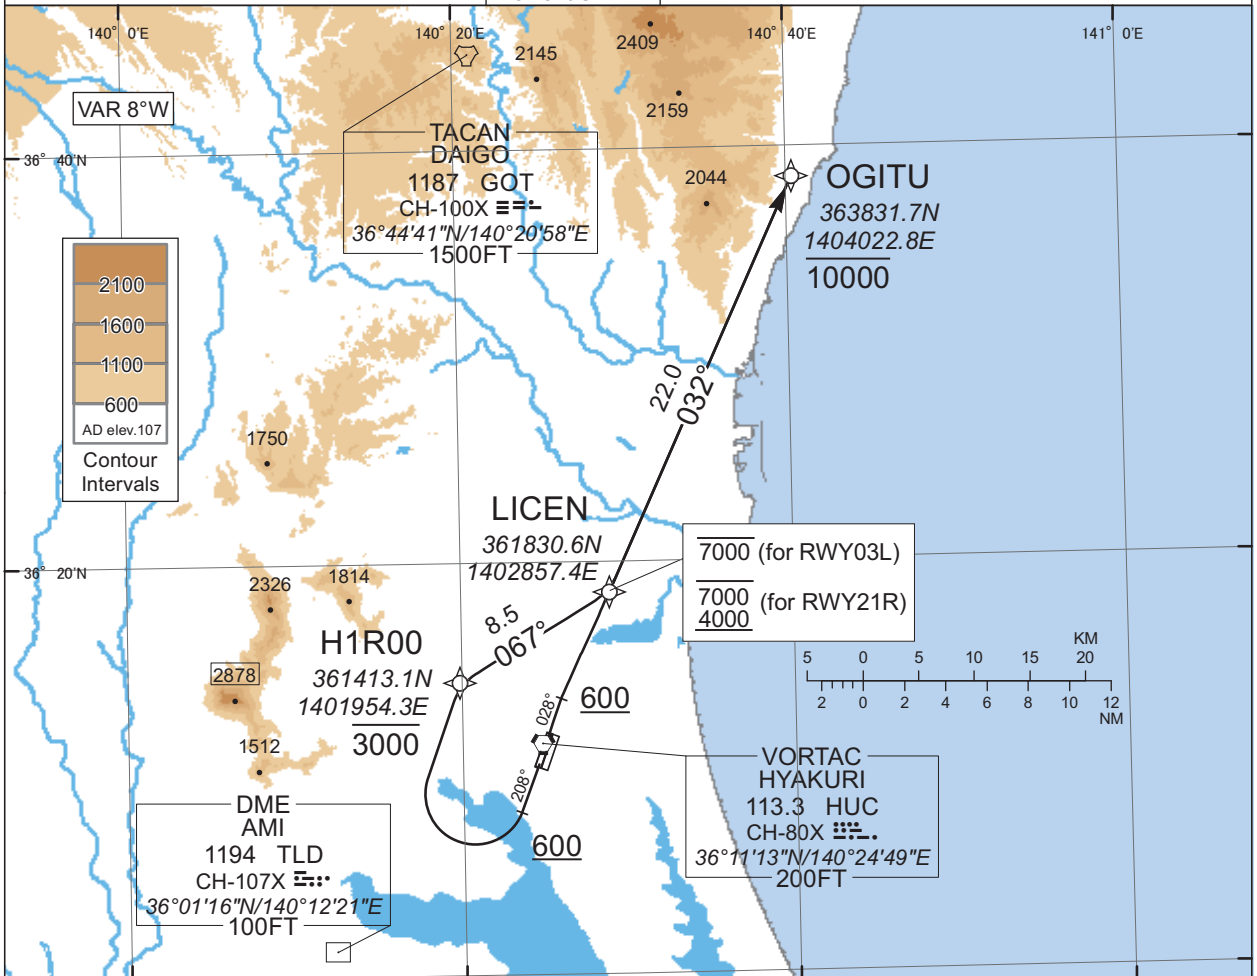 140° 0'E
140° 20'E
140° 40'E
141° 0'E
2409
2145
2159
VAR 8°W
36° 40'N
TACAN
DAIGO
1187 GOT
CH-100X
36°44'41"N/140°20'58"E
1500FT
2044
OGITU
363831.7N
1404022.8E
10000
2100
1600
1100
600
AD elev.107
Contour
Intervals
22.0
032°
1750
LICEN
361830.6N
1402857.4E
7000 (for RWY03L)
7000
4000
(for RWY21R)
36° 20'N
2326
1814
8.5
067°
H1R00
361413.1N
1401954.3E
3000
2878
1512
028°
600
208°
600
KM
5 0 5 10 15 20
2 0 2 4 6 8 10 12
NM
VORTAC
HYAKURI
113.3 HUC
CH-80X
36°11'13"N/140°24'49"E
200FT
DME
AMI
1194 TLD
CH-107X
36°01'16"N/140°12'21"E
100FT